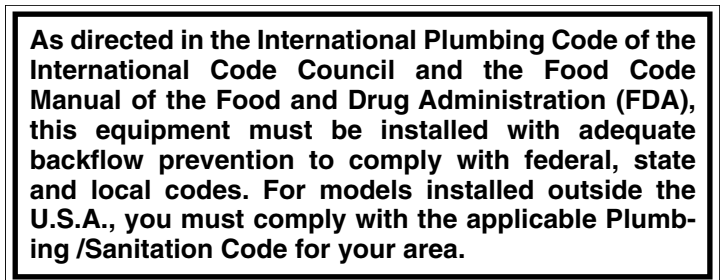 As directed in the International Plumbing Code of the
International Code Council and the Food Code
Manual of the Food and Drug Administration (FDA),
this equipment must be installed with adequate
backflow prevention to comply with federal, state
and local codes. For models installed outside the
U.S.A., you must comply with the applicable Plumb-
ing /Sanitation Code for your area.